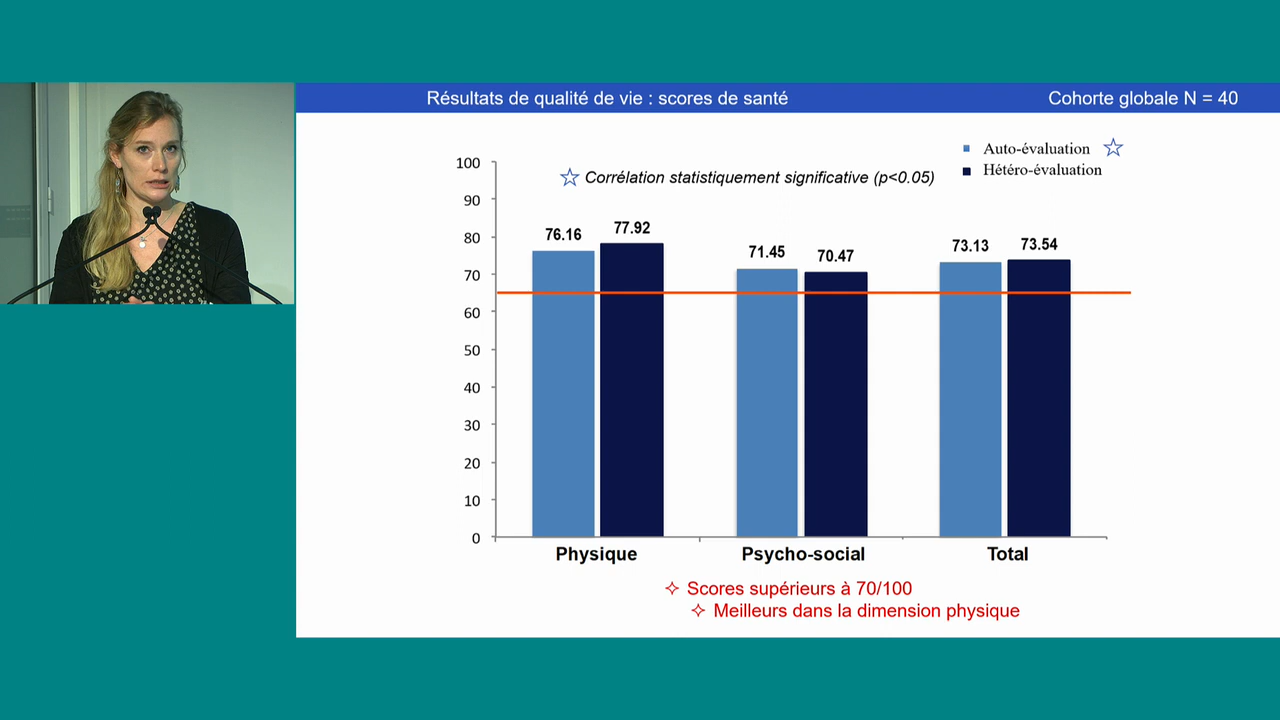 Résultats de qualité de vie : scores de santé
Cohorte globale N = 40
Auto-évaluation
Hétéro-évaluation
Corrélation statistiquement significative (p<0.05)
100
90
80
70
60
50
40
30
20
10
0
76.16
77.92
71.45
70.47
73.13
73.54
Physique
Psycho-social
Total
Scores supérieurs à 70/100
Meilleurs dans la dimension physique